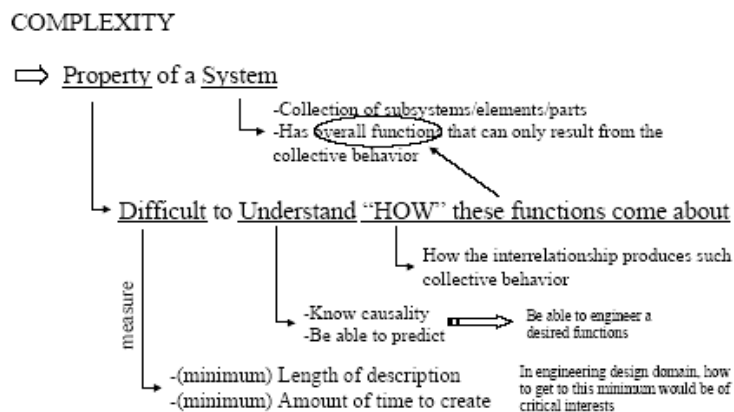 COMPLEXITY
Property of a System
-Collection of subsystems/elements/parts
-Has overall functions that can only result from the
collective behavior
Difficult to Understand “HOW” these functions come about
How the interrelationship produces such
collective behavior
measure
-Know causality
-Be able to predict
Be able to engineer a
desired functions
-(minimum) Length of description
-(minimum) Amount of time to create
In engineering design domain, how
to get to this minimum would be of
critical interests